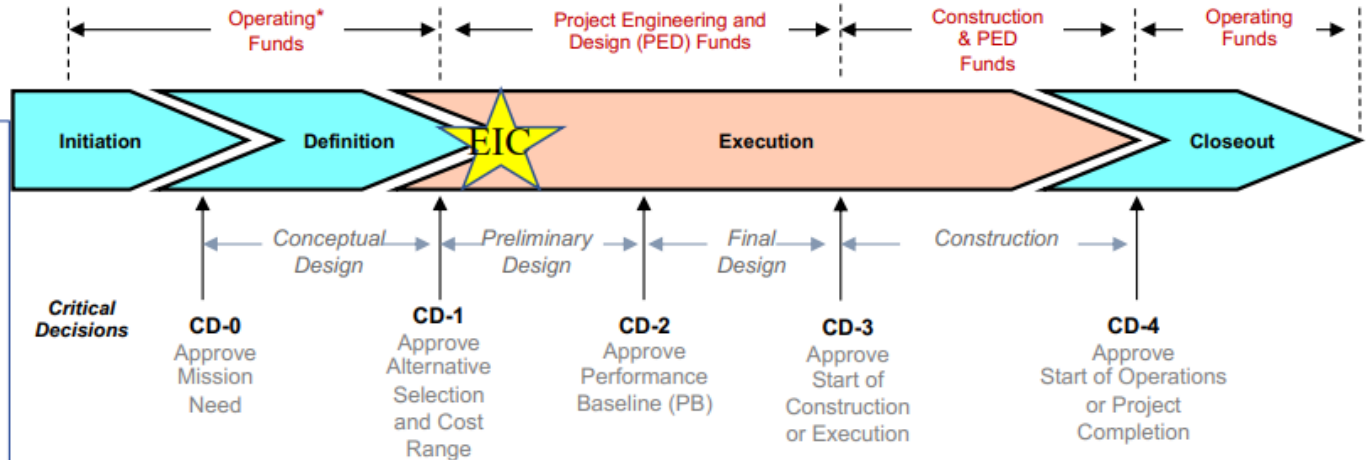 Operating*
Funds
Project Engineering and
Design (PED) Funds
Construction
& PED
Funds
Operating
Funds
Initiation
Definition
EIC
Execution
Closeout
Conceptual
Design
Preliminary
Design
Final
Design
Construction
Critical
Decisions
CD-0
Approve
Mission
Need
CD-1
Approve
Alternative
Selection
and Cost
Range
CD-2
Approve
Performance
Baseline (PB)
CD-3
Approve
Start of
Construction
or Execution
CD-4
Approve
Start of Operations
or Project
Completion